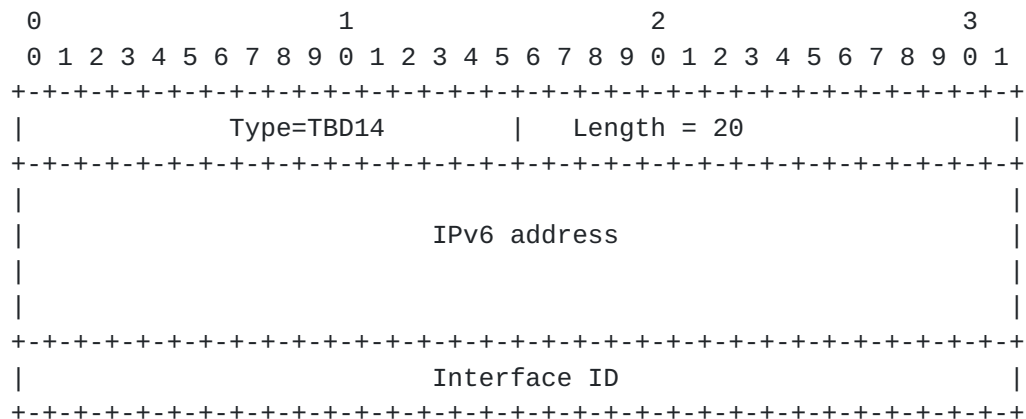 0                   1                   2                   3
 0 1 2 3 4 5 6 7 8 9 0 1 2 3 4 5 6 7 8 9 0 1 2 3 4 5 6 7 8 9 0 1
+-+-+-+-+-+-+-+-+-+-+-+-+-+-+-+-+-+-+-+-+-+-+-+-+-+-+-+-+-+-+-+-+
|             Type=TBD14        |   Length = 20                 |
+-+-+-+-+-+-+-+-+-+-+-+-+-+-+-+-+-+-+-+-+-+-+-+-+-+-+-+-+-+-+-+-+
|                                                               |
|                          IPv6 address                         |
|                                                               |
|                                                               |
+-+-+-+-+-+-+-+-+-+-+-+-+-+-+-+-+-+-+-+-+-+-+-+-+-+-+-+-+-+-+-+-+
|                          Interface ID                         |
+-+-+-+-+-+-+-+-+-+-+-+-+-+-+-+-+-+-+-+-+-+-+-+-+-+-+-+-+-+-+-+-+